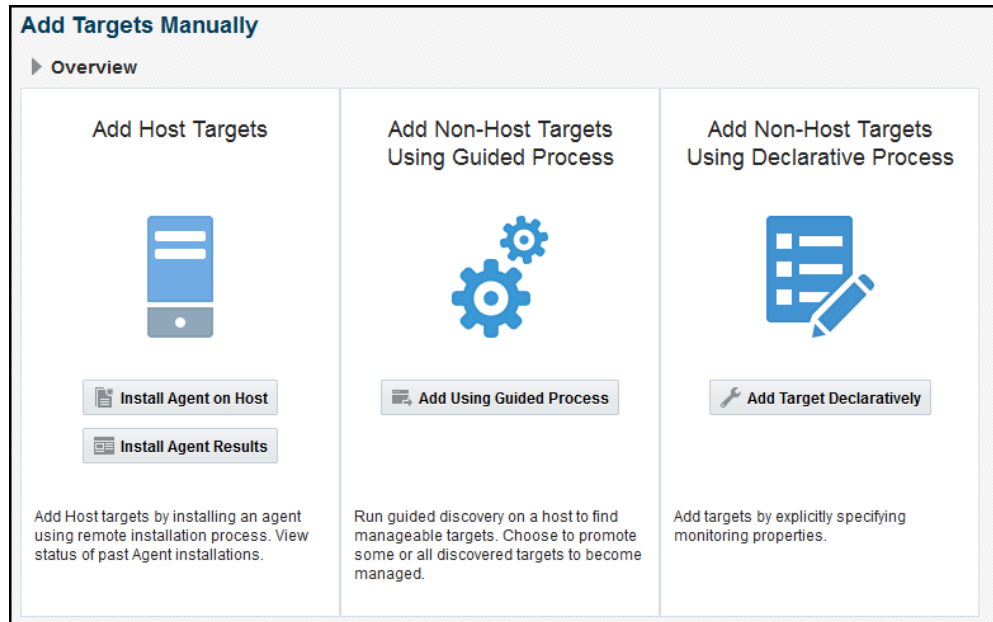 Add Targets Manually
Overview
Add Host Targets
Install Agent on Host
Install Agent Results
Add Host targets by installing an agent
using remote installation process. View
status of past Agent installations.
Add Non-Host Targets
Using Guided Process
Add Using Guided Process
Run guided discovery on a host to find
manageable targets. Choose to promote
some or all discovered targets to become
managed.
Add Non-Host Targets
Using Declarative Process
Add Target Declaratively
Add targets by explicitly specifying
monitoring properties.